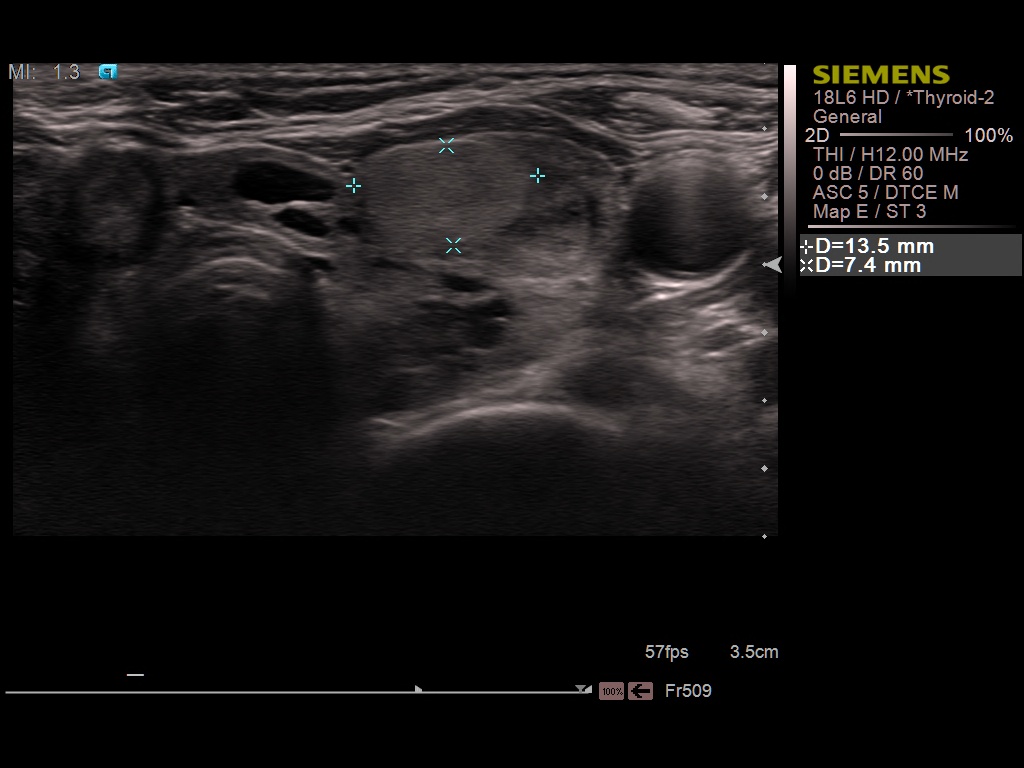 MI: 1.3
SIEMENS
18L6 HD / *Thyroid-2
General
2D 100%
THI / H12.00 MHz
0 dB / DR 60
ASC 5 / DTCE M
Map E / ST 3
D=13.5 mm
D=7.4 mm
57fps 3.5cm
100% Fr509